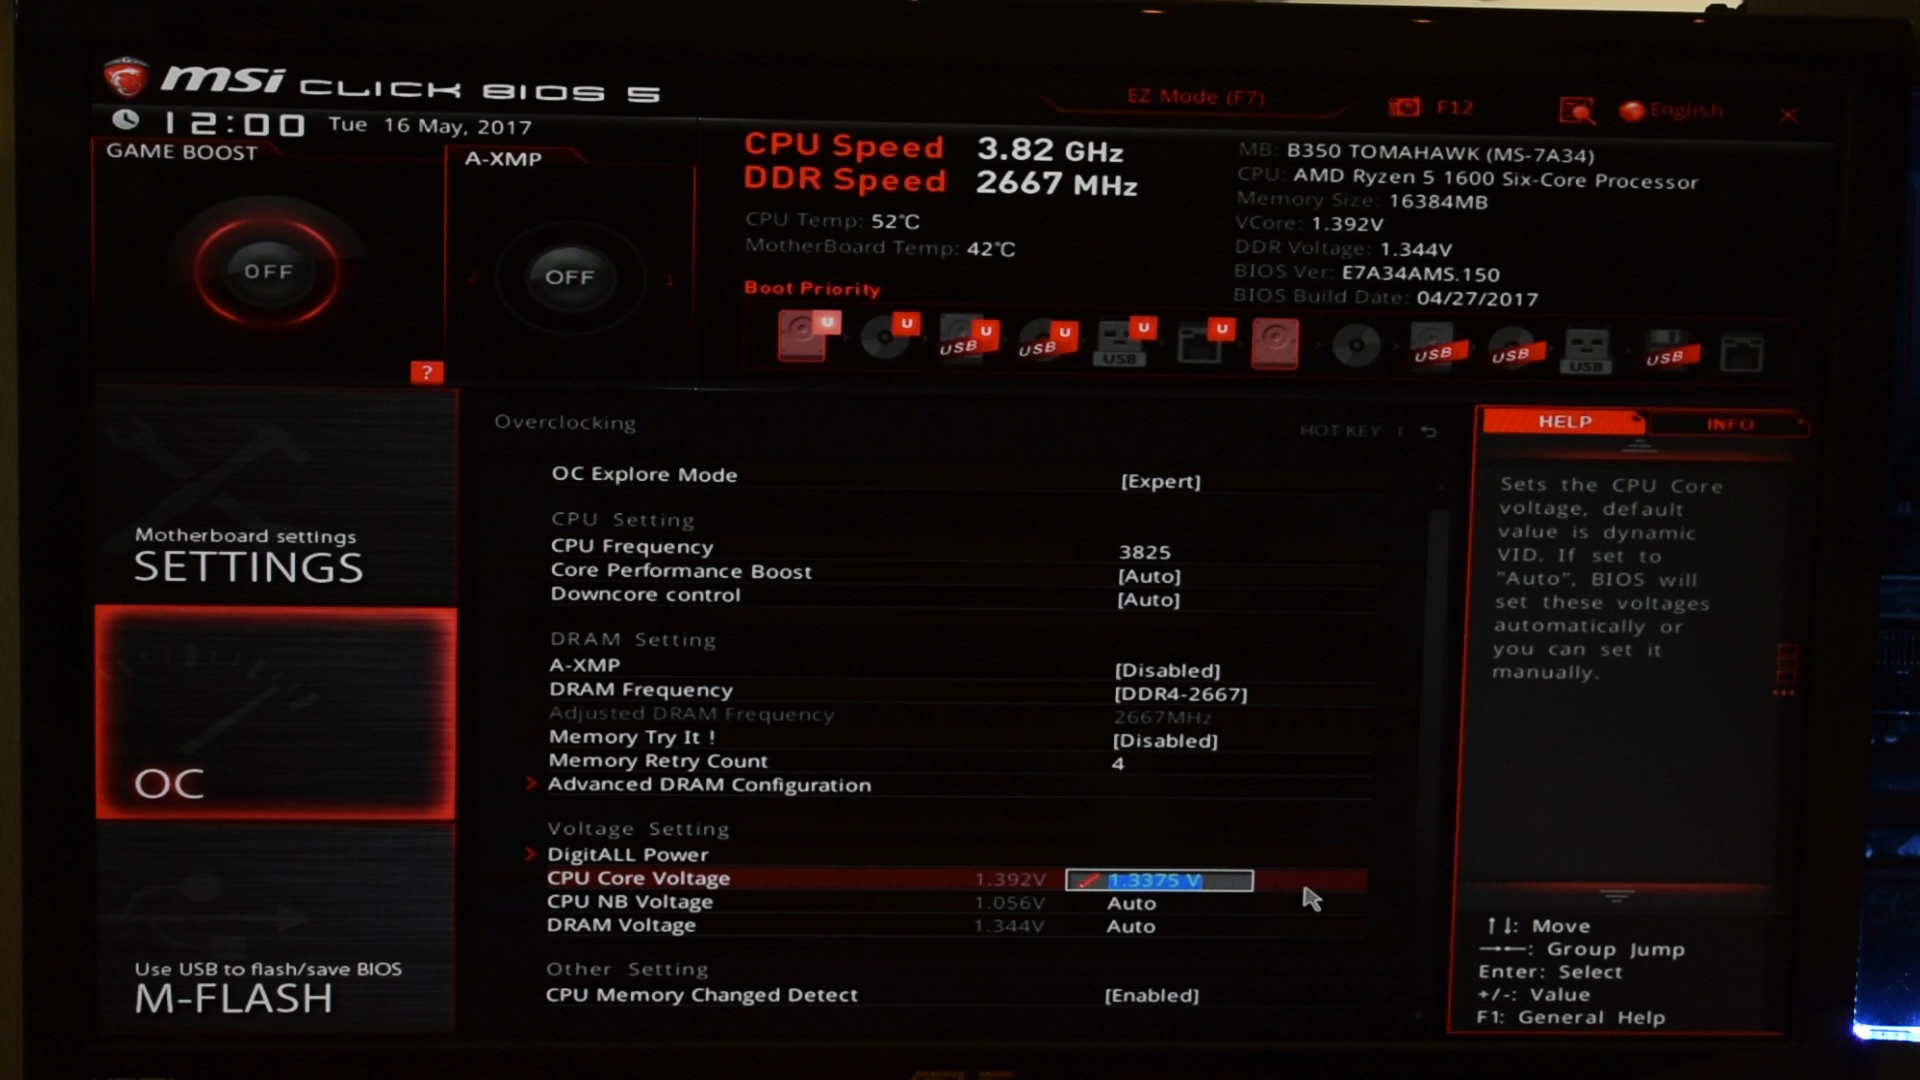 msi CLICK BIOS 5
EZ Mode (F7)
F12
English
12:00 Tue 16 May, 2017
GAME BOOST
OFF
A-XMP
OFF
?
CPU Speed 3.82 GHz
DDR Speed 2667 MHz
CPU Temp: 52°C
MotherBoard Temp: 42°C
MB: B350 TOMAHAWK (MS-7A34)
CPU: AMD Ryzen 5 1600 Six-Core Processor
Memory Size: 16384MB
VCore: 1.392V
DDR Voltage: 1.344V
BIOS Ver: E7A34AMS.150
BIOS Build Date: 04/27/2017
Boot Priority
U U USB U USB U USB U U USB USB USB USB
Motherboard settings
SETTINGS
OC
Use USB to flash/save BIOS
M-FLASH
Overclocking
HOT KEY |
OC Explore Mode [Expert]
CPU Setting
CPU Frequency 3825
Core Performance Boost [Auto]
Downcore control [Auto]
DRAM Setting
A-XMP [Disabled]
DRAM Frequency [DDR4-2667]
Adjusted DRAM Frequency 2667MHz
Memory Try It ! [Disabled]
Memory Retry Count 4
> Advanced DRAM Configuration
Voltage Setting
> DigitALL Power
CPU Core Voltage 1.392V 1.3375 V
CPU NB Voltage 1.056V Auto
DRAM Voltage 1.344V Auto
Other Setting
CPU Memory Changed Detect [Enabled]
HELP
INFO
Sets the CPU Core
voltage, default
value is dynamic
VID. If set to
"Auto", BIOS will
set these voltages
automatically or
you can set it
manually.
↑↓: Move
→←: Group Jump
Enter: Select
+/-: Value
F1: General Help